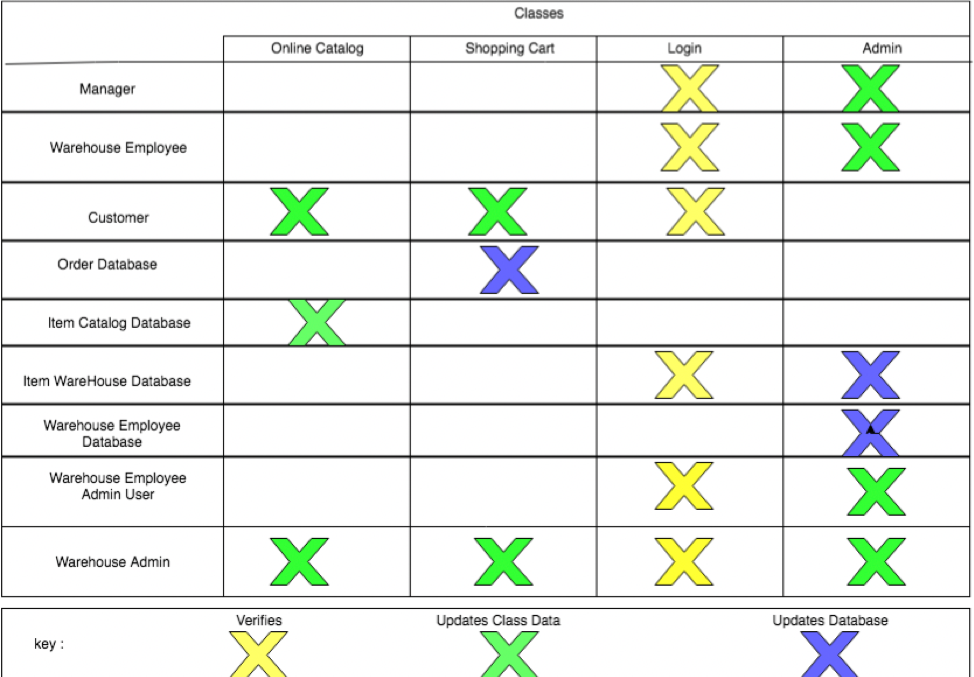 Classes
Online Catalog Shopping Cart Login Admin
Manager
Warehouse Employee
Customer
Order Database
Item Catalog Database
Item WareHouse Database
Warehouse Employee
Database
Warehouse Employee
Admin User
Warehouse Admin
Verifies Updates Class Data Updates Database
key :